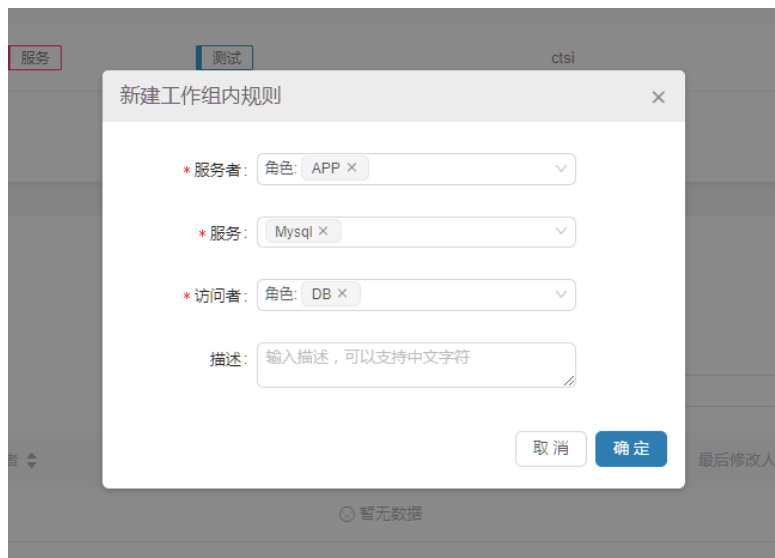 服务
测试
ctsi
新建工作组内规则
* 服务者: 角色: APP ×
* 服务: Mysql ×
* 访问者: 角色: DB ×
描述: 输入描述，可以支持中文字符
取 消
确 定
者
最后修改人
暂无数据